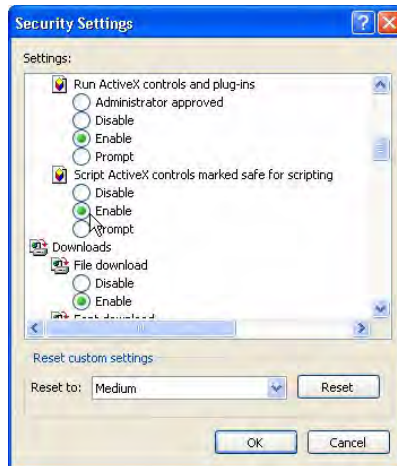 Security Settings
Settings:
Run ActiveX controls and plug-ins
Administrator approved
Disable
Enable
Prompt
Script ActiveX controls marked safe for scripting
Disable
Enable
Prompt
Downloads
File download
Disable
Enable
Font download
Reset custom settings
Reset to: Medium Reset
OK Cancel